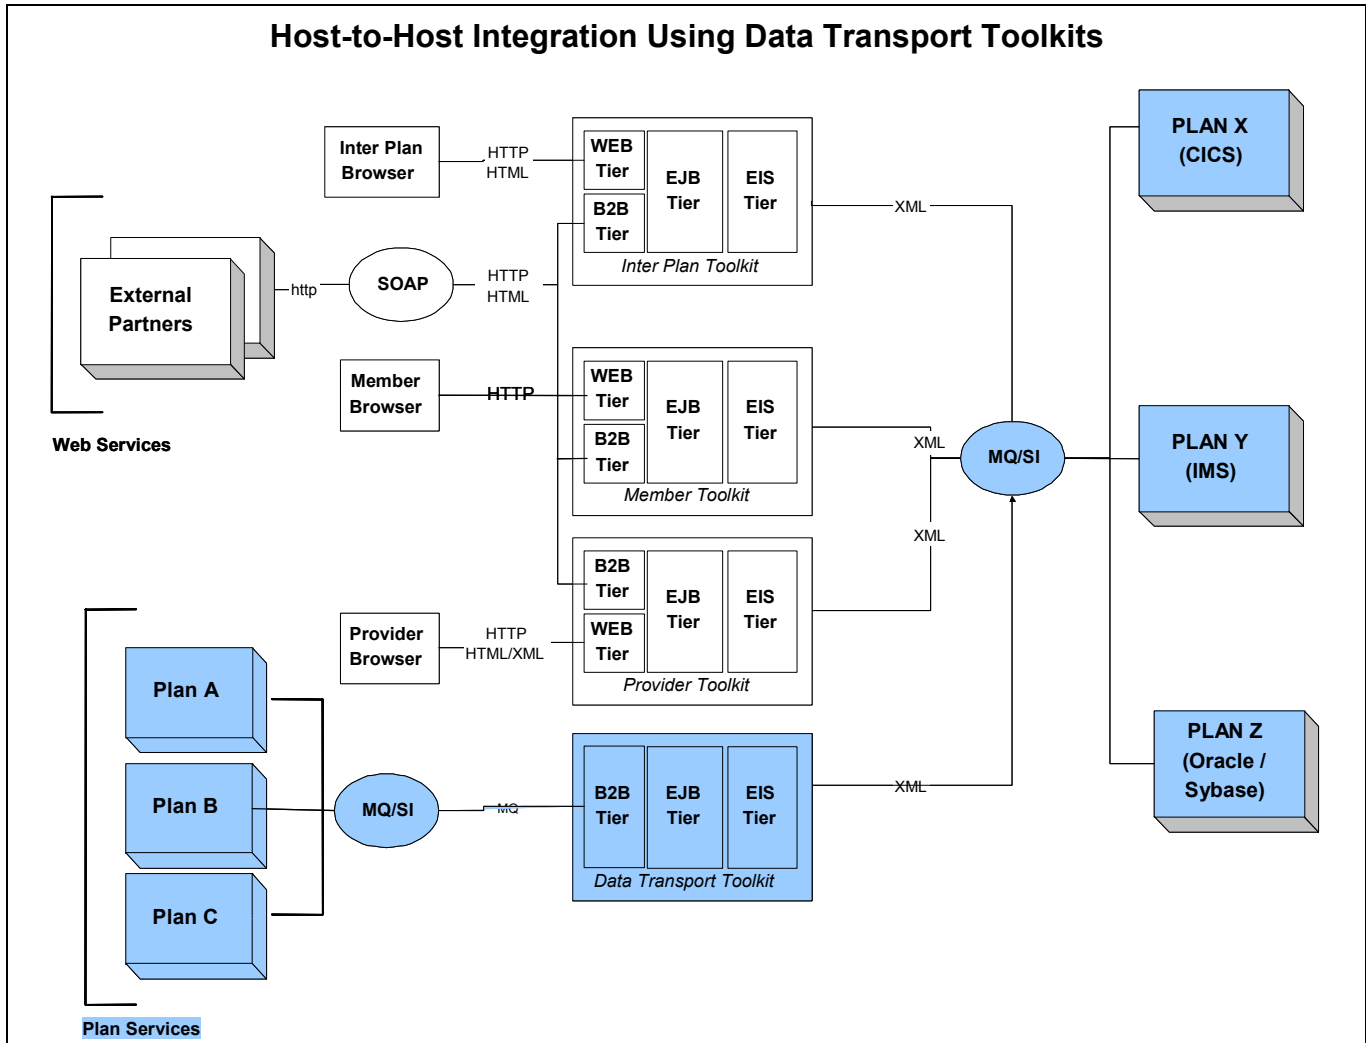 Host-to-Host Integration Using Data Transport Toolkits
Inter Plan
Browser
HTTP
HTML
WEB
Tier
B2B
Tier
EJB
Tier
EIS
Tier
Inter Plan Toolkit
XML
PLAN X
(CICS)
External
Partners
http
SOAP
HTTP
HTML
Web Services
Member
Browser
HTTP
WEB
Tier
B2B
Tier
EJB
Tier
EIS
Tier
Member Toolkit
XML
MQ/SI
PLAN Y
(IMS)
XML
Provider
Browser
HTTP
HTML/XML
B2B
Tier
WEB
Tier
EJB
Tier
EIS
Tier
Provider Toolkit
Plan A
Plan B
Plan C
MQ/SI
MQ
B2B
Tier
EJB
Tier
EIS
Tier
Data Transport Toolkit
XML
PLAN Z
(Oracle /
Sybase)
Plan Services